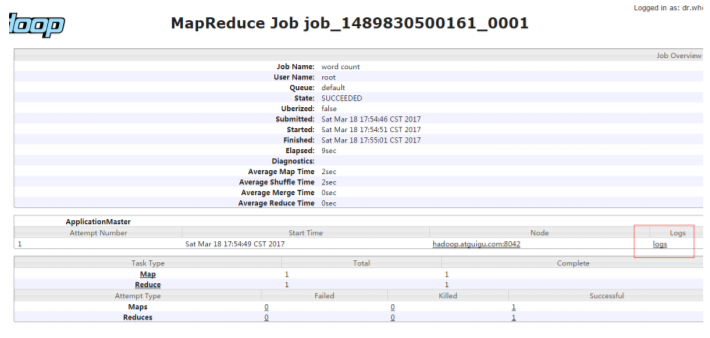 Logged in as: dr.who
doop
MapReduce Job job_1489830500161_0001
Job Overview
Job Name: word count
User Name: root
Queue: default
State: SUCCEEDED
Uberized: false
Submitted: Sat Mar 18 17:54:46 CST 2017
Started: Sat Mar 18 17:54:51 CST 2017
Finished: Sat Mar 18 17:55:01 CST 2017
Elapsed: 9sec
Diagnostics:
Average Map Time 2sec
Average Shuffle Time 2sec
Average Merge Time 0sec
Average Reduce Time 0sec
ApplicationMaster
Attempt Number Start Time Node Logs
1 Sat Mar 18 17:54:49 CST 2017 hadoop.atguigu.com:8042 logs
Task Type Total Complete
Map 1 1
Reduce 1 1
Attempt Type Failed Killed Successful
Maps 0 0 1
Reduces 0 0 1